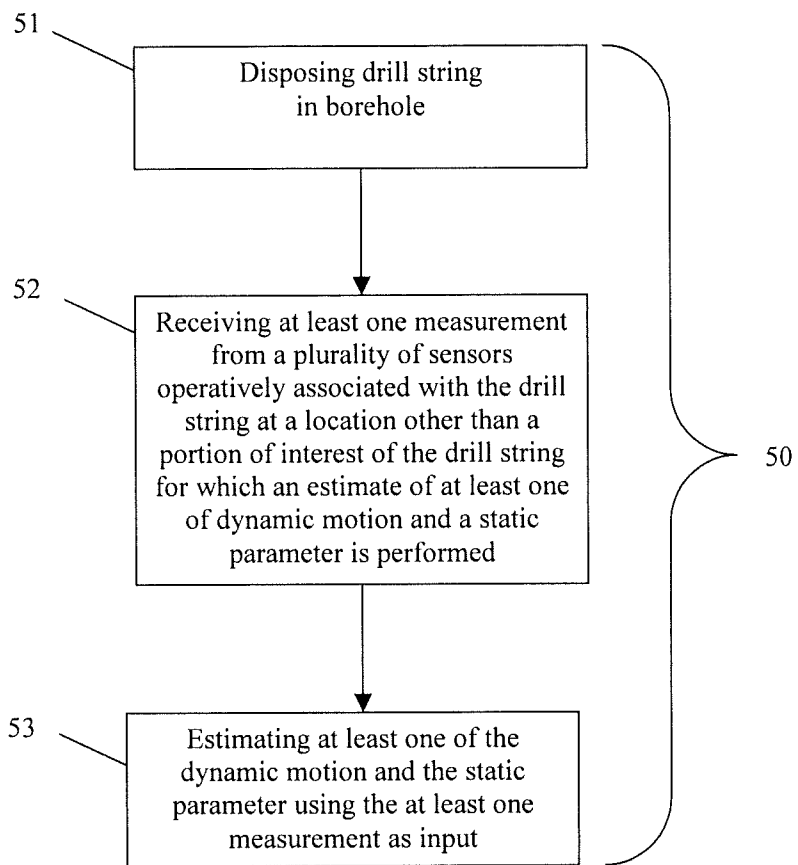 51
Disposing drill string
in borehole
52
Receiving at least one measurement
from a plurality of sensors
operatively associated with the drill
string at a location other than a
portion of interest of the drill string
for which an estimate of at least one
of dynamic motion and a static
parameter is performed
50
53
Estimating at least one of the
dynamic motion and the static
parameter using the at least one
measurement as input